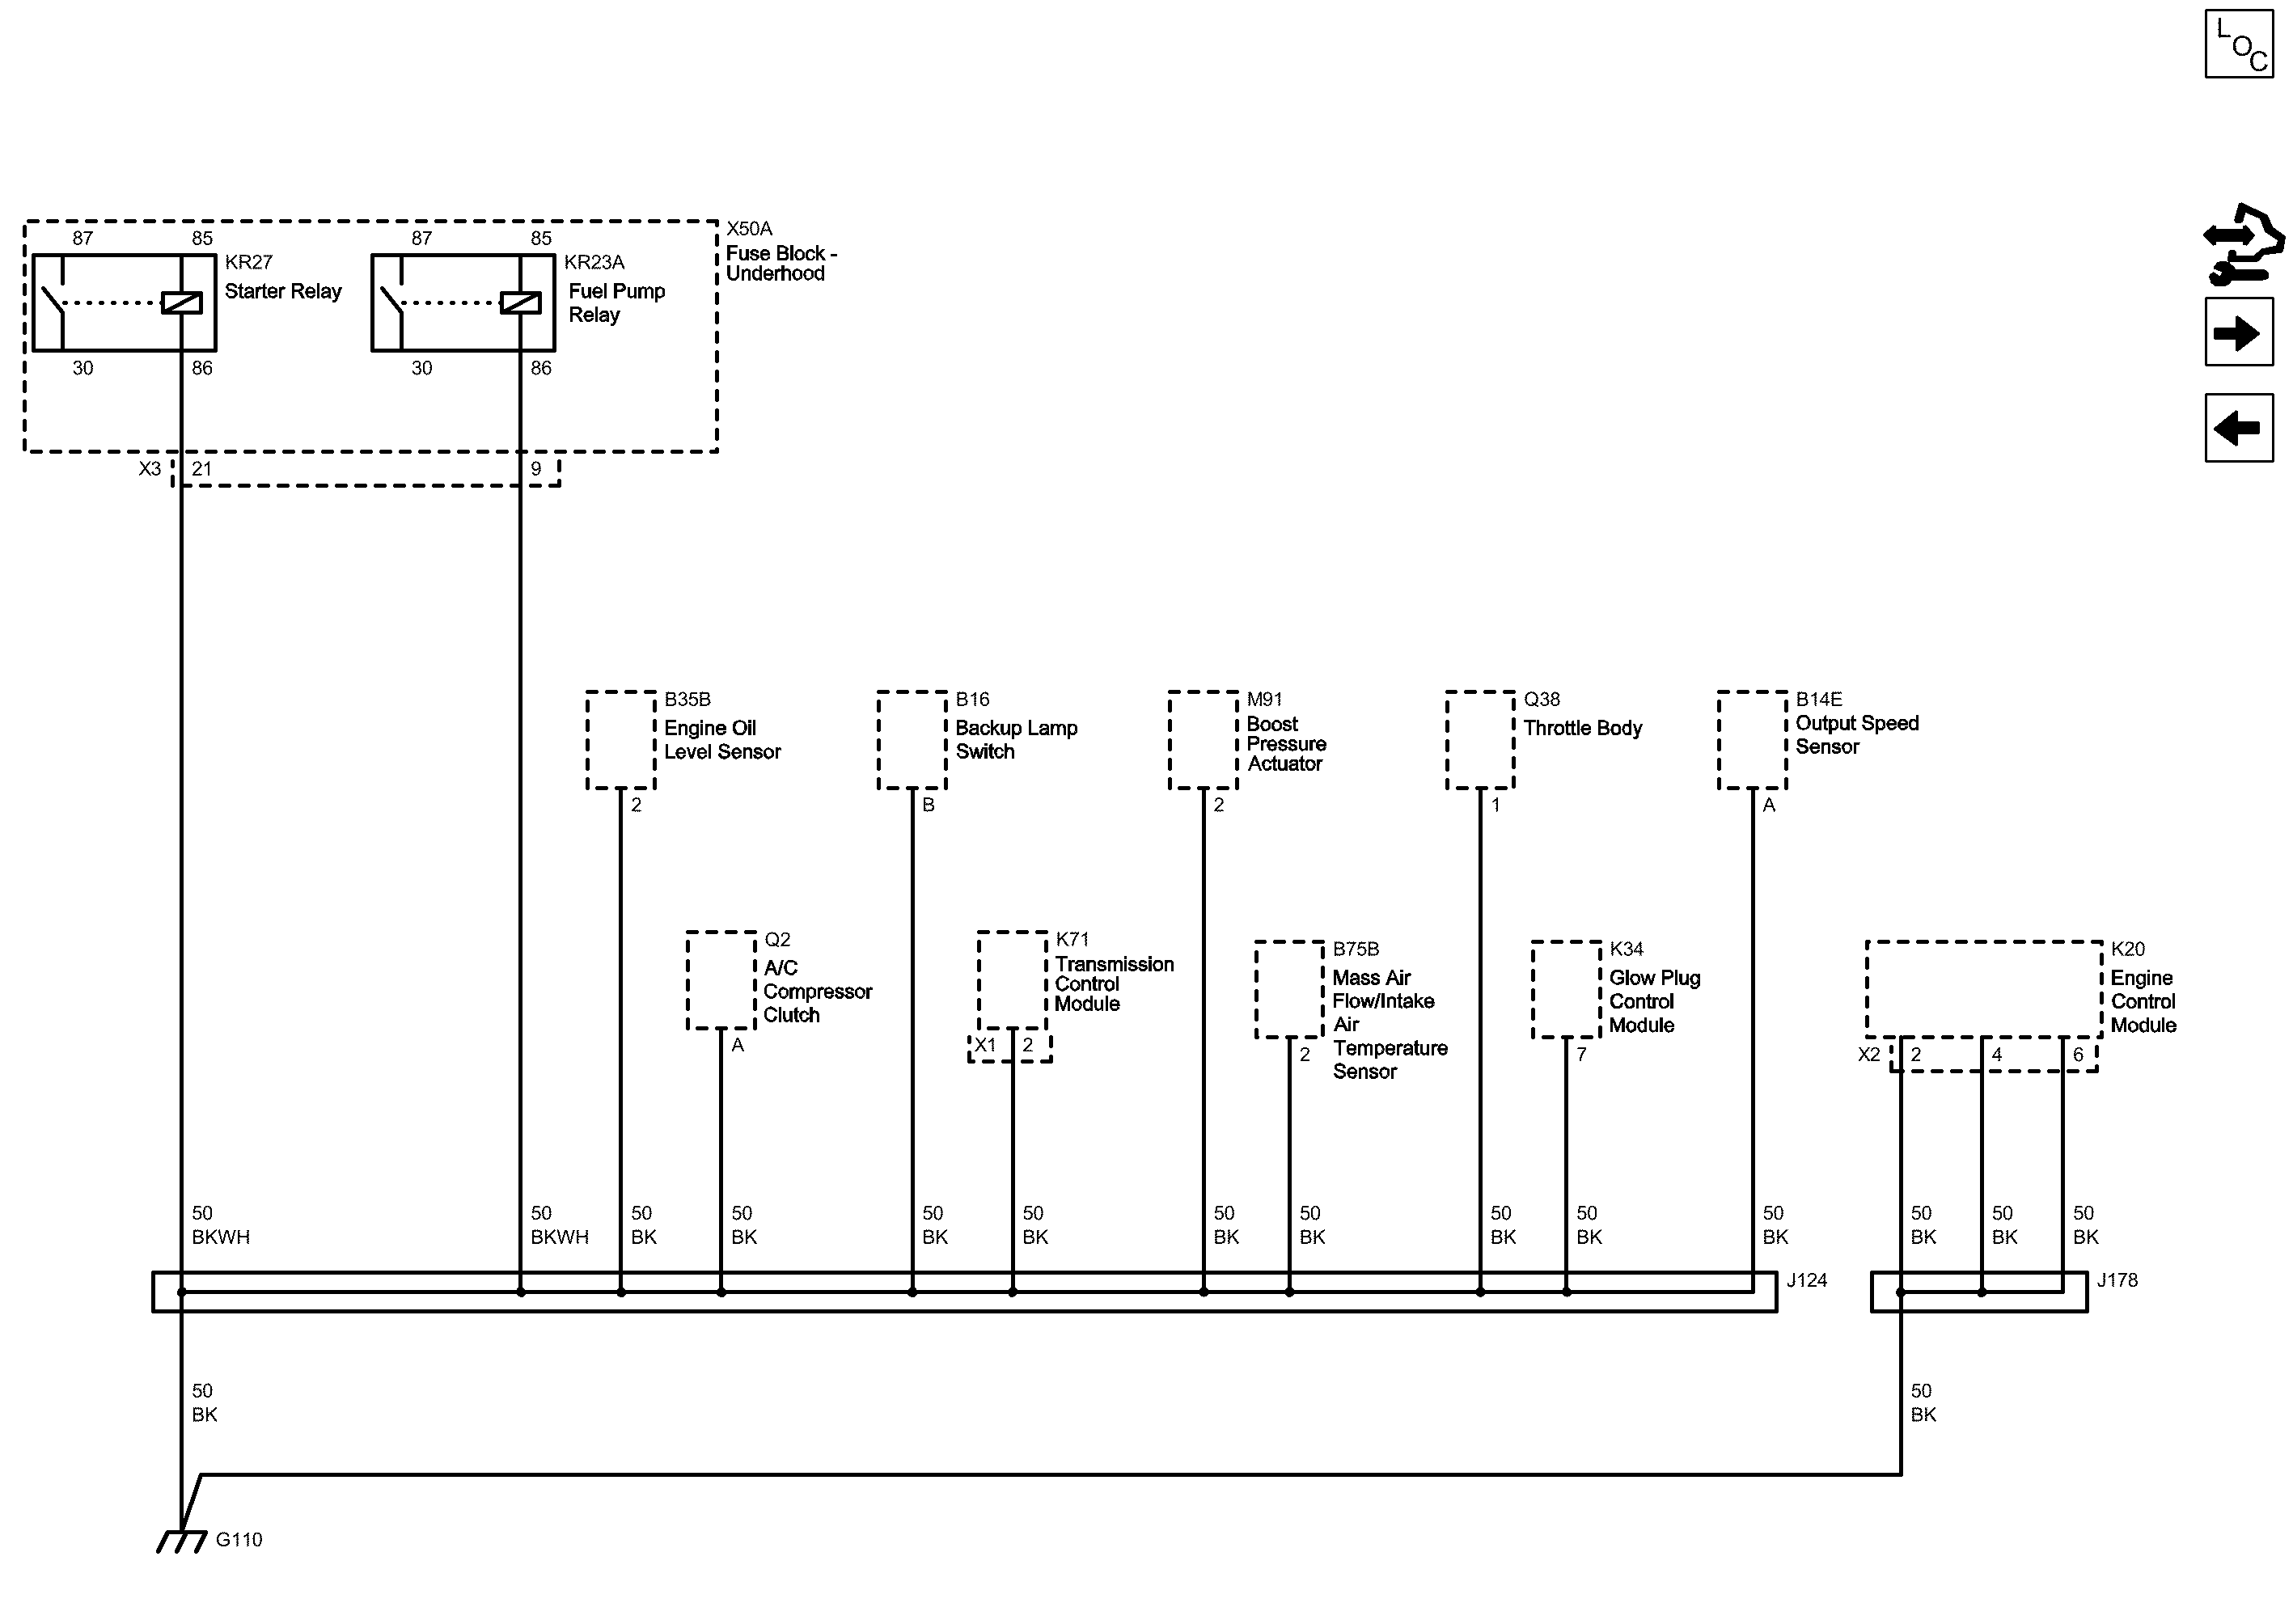 LOC
X50A
Fuse Block -
Underhood
87
85
KR27
Starter Relay
30
86
87
85
KR23A
Fuel Pump
Relay
30
86
X3
21
9
B35B
Engine Oil
Level Sensor
2
B16
Backup Lamp
Switch
B
M91
Boost
Pressure
Actuator
2
Q38
Throttle Body
1
B14E
Output Speed
Sensor
A
Q2
A/C
Compressor
Clutch
A
K71
Transmission
Control
Module
X1
2
B75B
Mass Air
Flow/Intake
Air
Temperature
Sensor
2
K34
Glow Plug
Control
Module
7
K20
Engine
Control
Module
X2
2
4
6
50
BKWH
50
BKWH
50
BK
50
BK
50
BK
50
BK
50
BK
50
BK
50
BK
50
BK
50
BK
50
BK
50
BK
50
BK
J124
J178
50
BK
50
BK
G110